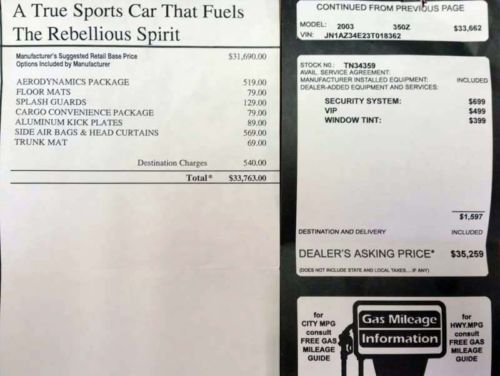 A True Sports Car That Fuels
The Rebellious Spirit
Manufacturer's Suggested Retail Base Price $31,690.00
Options Included by Manufacturer
AERODYNAMICS PACKAGE 519.00
FLOOR MATS 79.00
SPLASH GUARDS 129.00
CARGO CONVENIENCE PACKAGE 79.00
ALUMINUM KICK PLATES 89.00
SIDE AIR BAGS & HEAD CURTAINS 569.00
TRUNK MAT 69.00
Destination Charges 540.00
Total* $33,763.00
CONTINUED FROM PREVIOUS PAGE
MODEL: 2003 350Z $33,662
VIN: JN1AZ34E23T018362
STOCK NO.: TN34359
AVAIL. SERVICE AGREEMENT:
MANUFACTURER INSTALLED EQUIPMENT: INCLUDED
DEALER-ADDED EQUIPMENT AND SERVICES:
SECURITY SYSTEM: $699
VIP $499
WINDOW TINT: $399
$1,597
DESTINATION AND DELIVERY INCLUDED
DEALER'S ASKING PRICE* $35,259
(DOES NOT INCLUDE STATE AND LOCAL TAXES.... IF ANY)
for
CITY MPG
consult
FREE GAS
MILEAGE
GUIDE
Gas Mileage
Information
for
HWY.MPG
consult
FREE GAS
MILEAGE
GUIDE